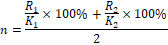 n = (R₁/K₁ × 100% + R₂/K₂ × 100%) / 2